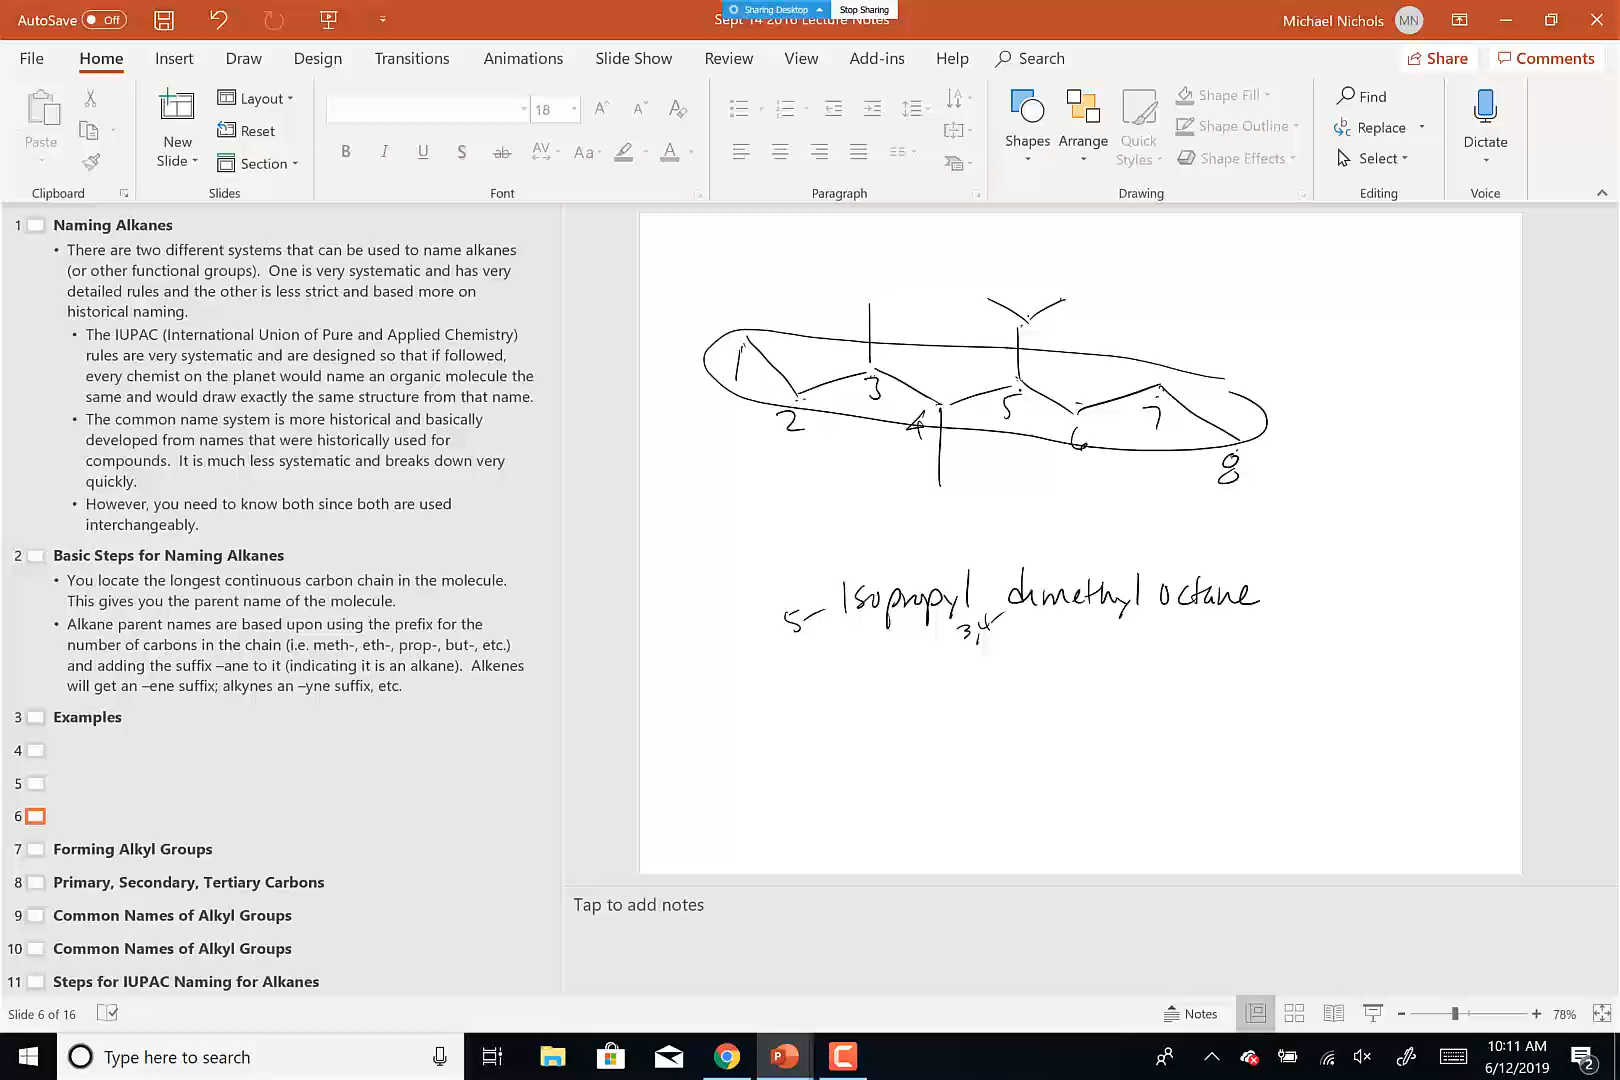 AutoSave Off
Sharing Desktop Stop Sharing
Sept 14 2016 Lecture Notes
Michael Nichols MN
File Home Insert Draw Design Transitions Animations Slide Show Review View Add-ins Help Search Share Comments
Paste
Clipboard
New Slide
Layout
Reset
Section
Slides
18
B I U S ab AV Aa A
Font
Paragraph
Shapes
Arrange
Quick Styles
Shape Fill
Shape Outline
Shape Effects
Drawing
Find
Replace
Select
Editing
Dictate
Voice
1 Naming Alkanes
• There are two different systems that can be used to name alkanes
(or other functional groups). One is very systematic and has very
detailed rules and the other is less strict and based more on
historical naming.
• The IUPAC (International Union of Pure and Applied Chemistry)
rules are very systematic and are designed so that if followed,
every chemist on the planet would name an organic molecule the
same and would draw exactly the same structure from that name.
• The common name system is more historical and basically
developed from names that were historically used for
compounds. It is much less systematic and breaks down very
quickly.
• However, you need to know both since both are used
interchangeably.
2 Basic Steps for Naming Alkanes
• You locate the longest continuous carbon chain in the molecule.
This gives you the parent name of the molecule.
• Alkane parent names are based upon using the prefix for the
number of carbons in the chain (i.e. meth-, eth-, prop-, but-, etc.)
and adding the suffix –ane to it (indicating it is an alkane). Alkenes
will get an –ene suffix; alkynes an –yne suffix, etc.
3 Examples
4
5
6
7 Forming Alkyl Groups
8 Primary, Secondary, Tertiary Carbons
9 Common Names of Alkyl Groups
10 Common Names of Alkyl Groups
11 Steps for IUPAC Naming for Alkanes
1 2 3 4 5 6 7 8
5- Isopropyl 3,4- dimethyl octane
Tap to add notes
Slide 6 of 16
Notes
78%
Type here to search
10:11 AM
6/12/2019
2